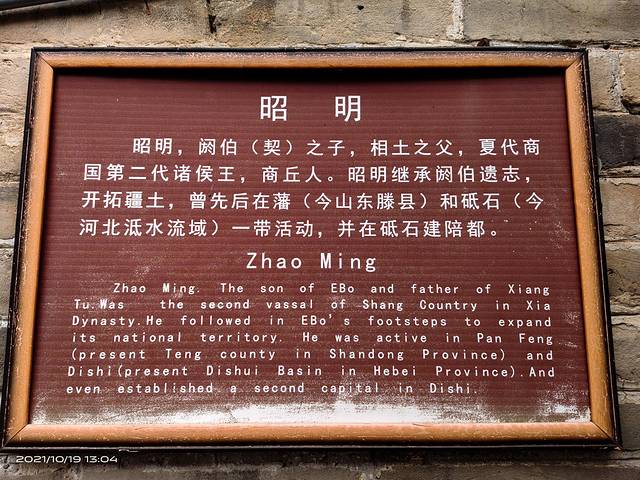 昭 明
昭明，阏伯（契）之子，相土之父，夏代商
国第二代诸侯王，商丘人。昭明继承阏伯遗志，
开拓疆土，曾先后在藩（今山东滕县）和砥石（今
河北泜水流域）一带活动，并在砥石建陪都。
Zhao Ming
Zhao Ming. The son of EBo and father of Xiang
Tu.Was the second vassal of Shang Country in Xia
Dynasty.He followed in EBo's footsteps to expand
its national territory. He was active in Pan Feng
(present Teng county in Shandong Province) and
Dishi(present Dishui Basin in Hebei Province).And
even established a second capital in Dishi.
2021/10/19 13:04